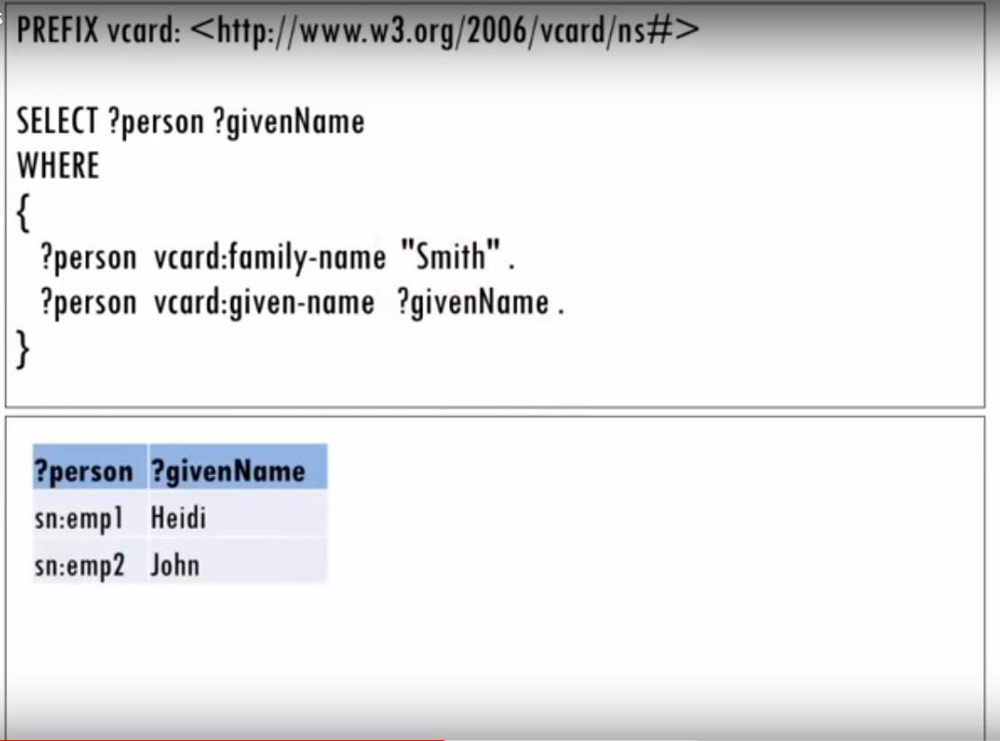 PREFIX vcard: <http://www.w3.org/2006/vcard/ns#>
SELECT ?person ?givenName
WHERE
{
?person vcard:family-name "Smith" .
?person vcard:given-name ?givenName .
}
?person ?givenName
sn:emp1 Heidi
sn:emp2 John